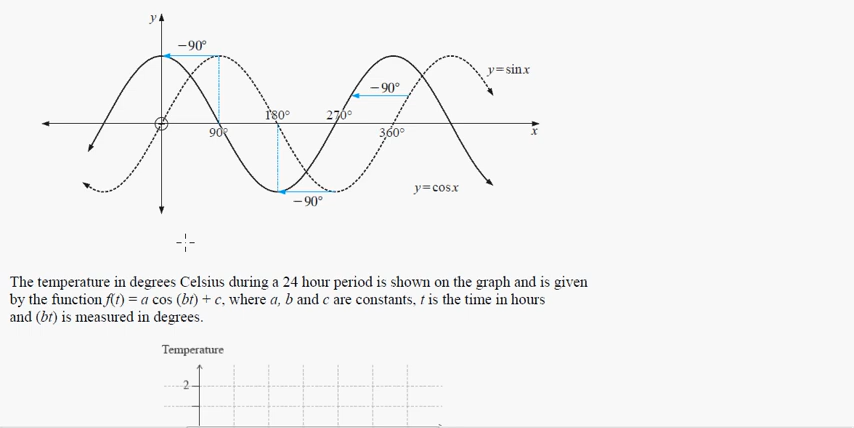 y
−90°
y=sinx
−90°
180°
270°
90°
360°
x
y=cosx
−90°
The temperature in degrees Celsius during a 24 hour period is shown on the graph and is given
by the function f(t) = a cos (bt) + c, where a, b and c are constants, t is the time in hours
and (bt) is measured in degrees.
Temperature
2